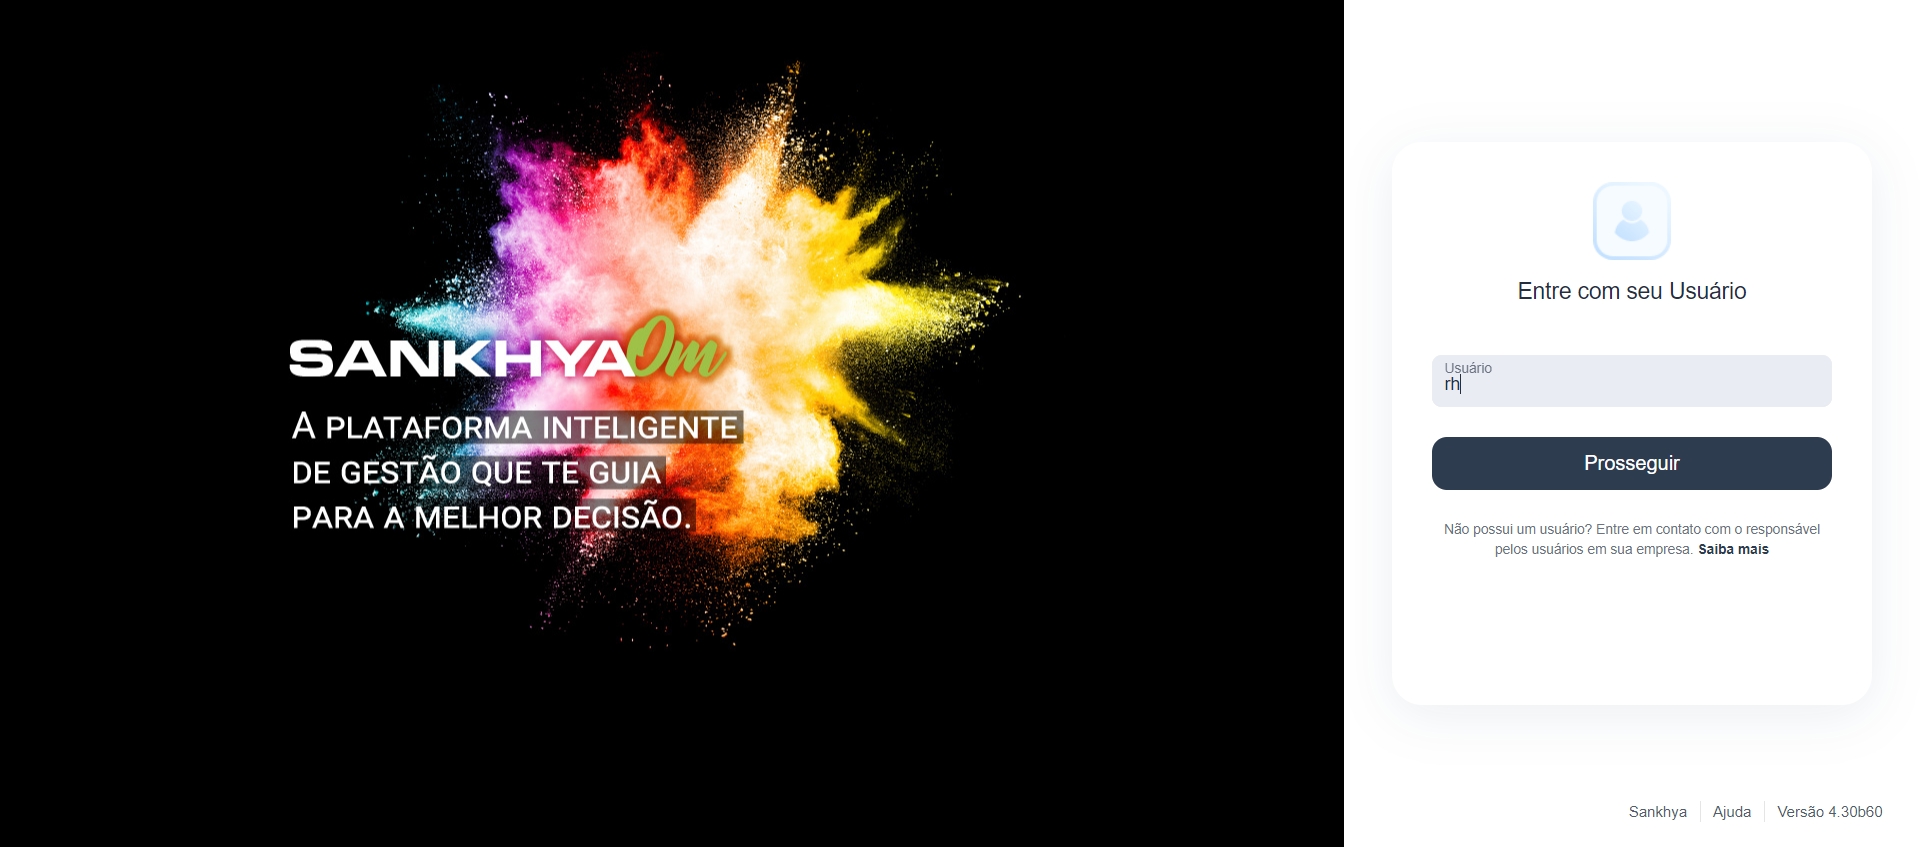 SANKHYA Om
A PLATAFORMA INTELIGENTE
DE GESTÃO QUE TE GUIA
PARA A MELHOR DECISÃO.
Entre com seu Usuário
Usuário
rh
Prosseguir
Não possui um usuário? Entre em contato com o responsável
pelos usuários em sua empresa. Saiba mais
Sankhya Ajuda Versão 4.30b60